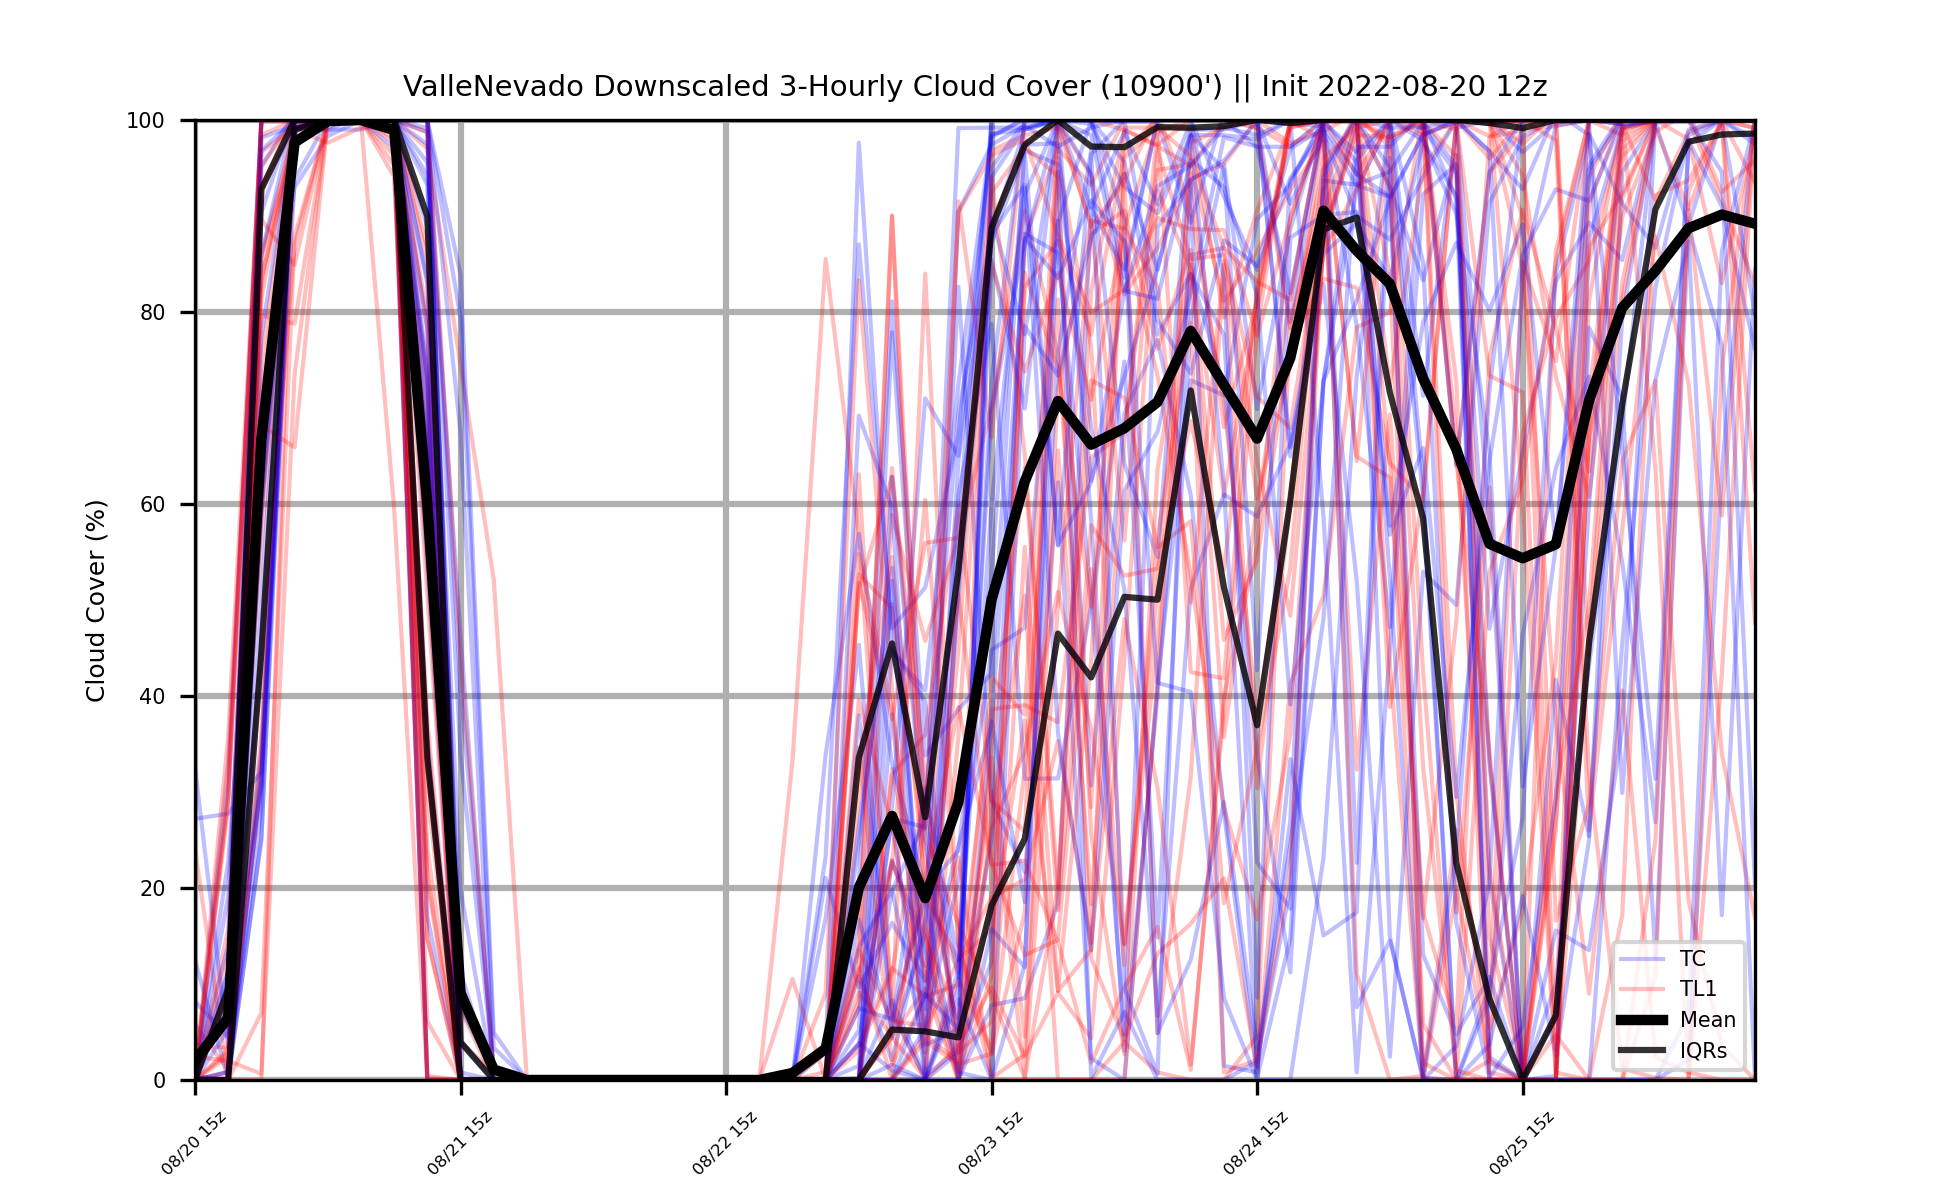 ValleNevado Downscaled 3-Hourly Cloud Cover (10900') || Init 2022-08-20 12z
Cloud Cover (%)
100
80
60
40
20
0
TC
TL1
Mean
IQRs
08/20 15z
08/21 15z
08/22 15z
08/23 15z
08/24 15z
08/25 15z